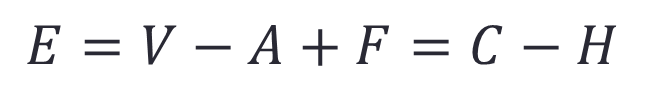 E = V − A + F = C − H